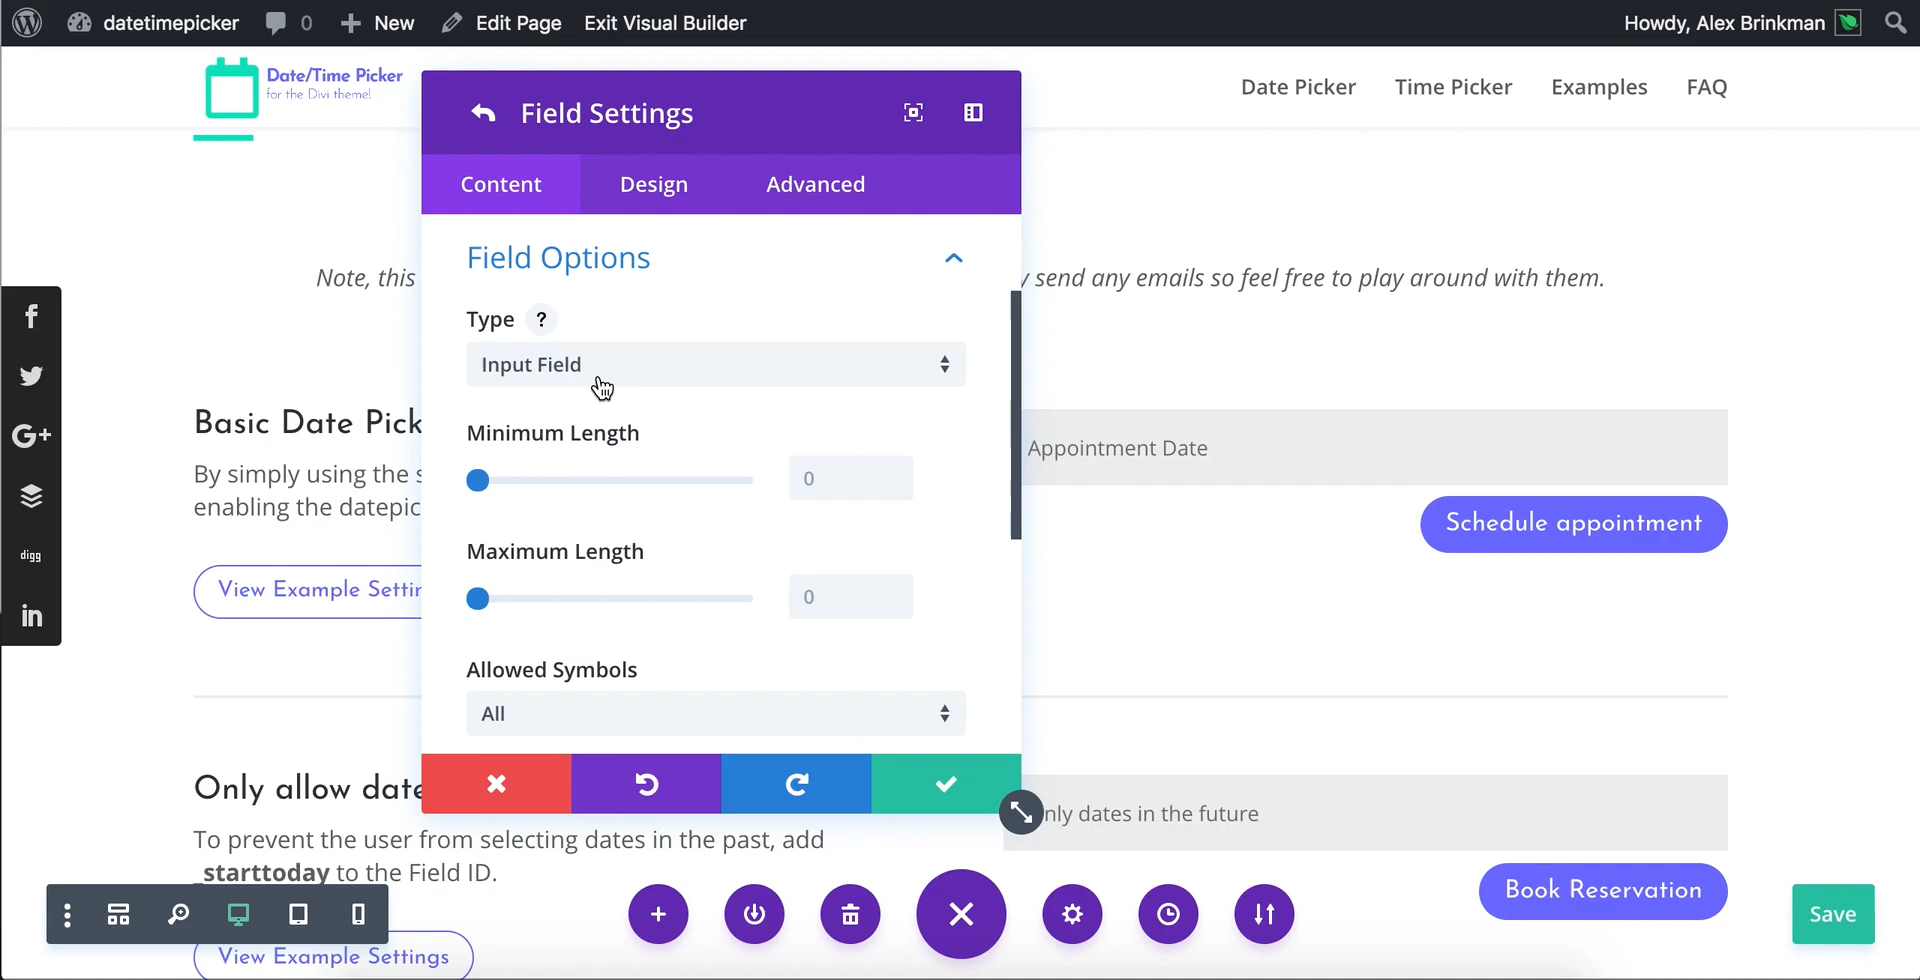 datetimepicker 0 New Edit Page Exit Visual Builder Howdy, Alex Brinkman
Date/Time Picker
for the Divi theme!
Date Picker Time Picker Examples FAQ
Field Settings
Content Design Advanced
Field Options
Note, this
y send any emails so feel free to play around with them.
Type ?
Input Field
Minimum Length
0
Maximum Length
0
Allowed Symbols
All
G+
digg
in
Basic Date Pick
By simply using the s
enabling the datepic
View Example Settin
Appointment Date
Schedule appointment
Only allow date
To prevent the user from selecting dates in the past, add
_starttoday to the Field ID.
View Example Settings
nly dates in the future
Book Reservation
Save